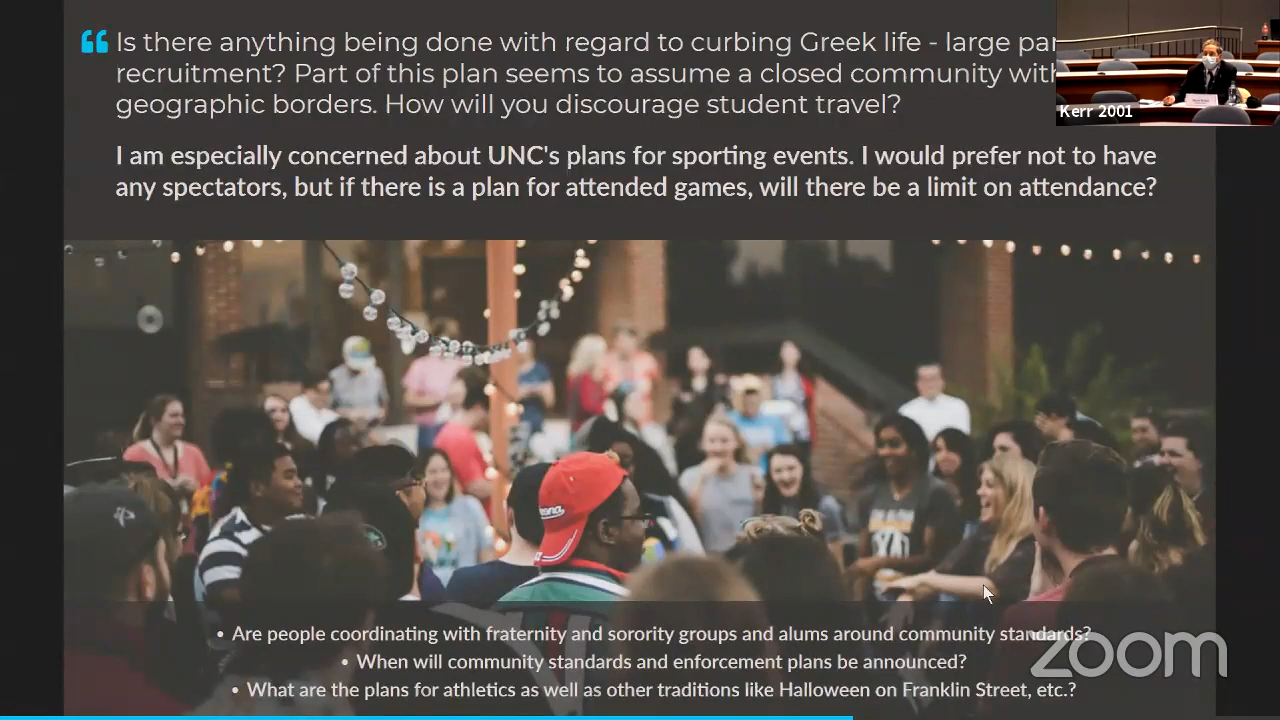 Is there anything being done with regard to curbing Greek life - large
recruitment? Part of this plan seems to assume a closed community
geographic borders. How will you discourage student travel?
Kerr 2001
I am especially concerned about UNC's plans for sporting events. I would prefer not to have
any spectators, but if there is a plan for attended games, will there be a limit on attendance?
• Are people coordinating with fraternity and sorority groups and alums around community standards?
• When will community standards and enforcement plans be announced?
• What are the plans for athletics as well as other traditions like Halloween on Franklin Street, etc.?
zoom